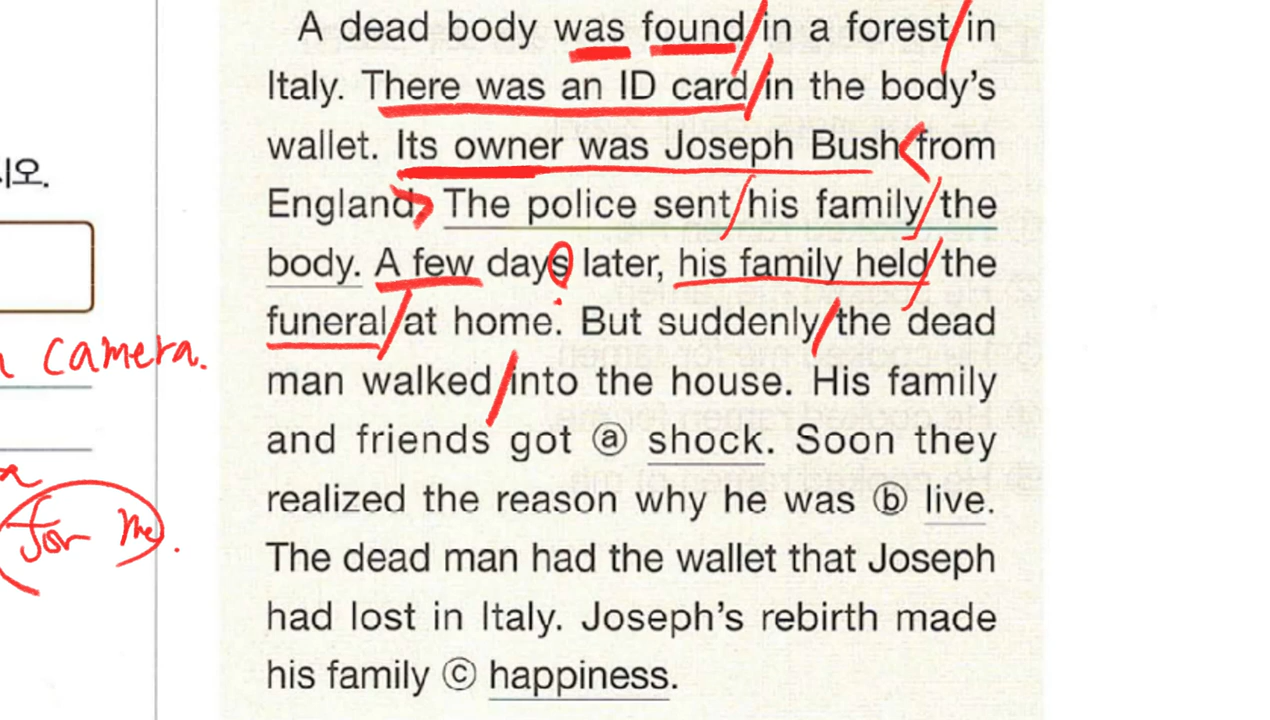 A dead body was found in a forest in
Italy. There was an ID card in the body's
wallet. Its owner was Joseph Bush from
England. The police sent his family the
body. A few days later, his family held the
funeral at home. But suddenly the dead
man walked into the house. His family
and friends got ⓐ shock. Soon they
realized the reason why he was ⓑ live.
The dead man had the wallet that Joseph
had lost in Italy. Joseph's rebirth made
his family ⓒ happiness.
시오.
camera.
for me.